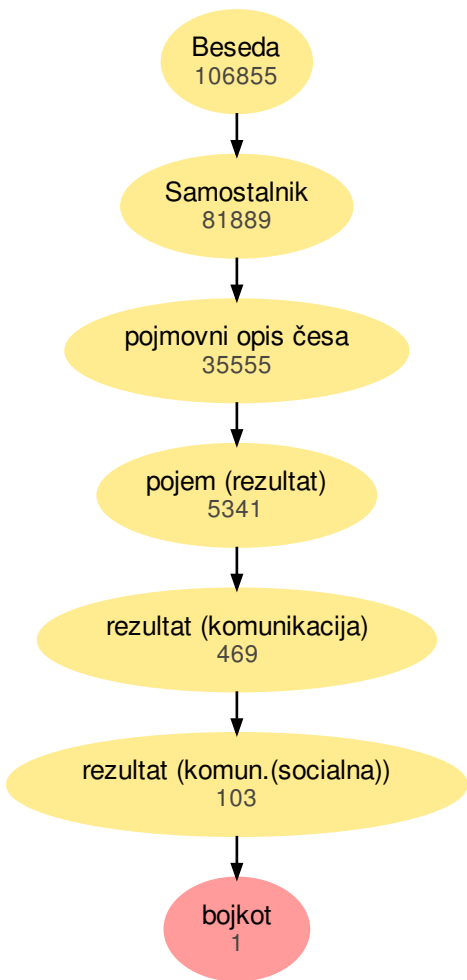 Beseda
106855
Samostalnik
81889
pojmovni opis česa
35555
pojem (rezultat)
5341
rezultat (komunikacija)
469
rezultat (komun.(socialna))
103
bojkot
1